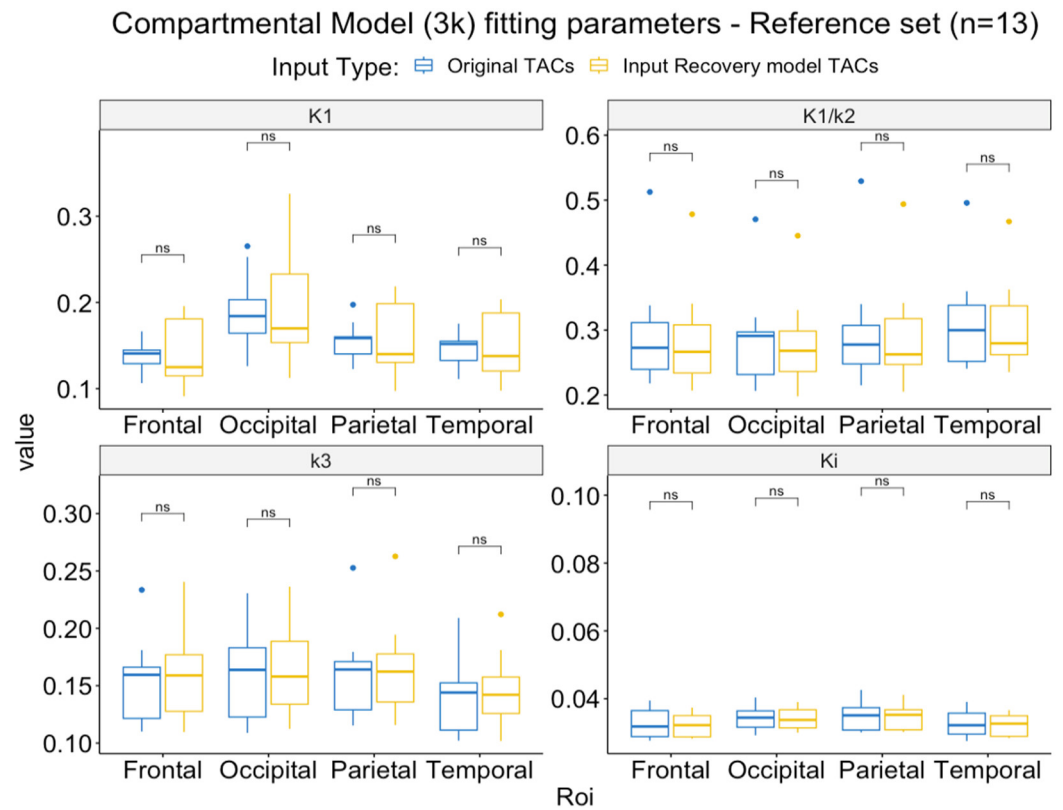 Compartmental Model (3k) fitting parameters - Reference set (n=13)
Input Type: Original TACs Input Recovery model TACs
K1 K1/k2
ns ns ns ns ns ns ns ns
0.3 0.2 0.1
0.6 0.5 0.4 0.3 0.2
Frontal Occipital Parietal Temporal Frontal Occipital Parietal Temporal
value
k3 Ki
ns ns ns ns ns ns ns ns
0.30 0.25 0.20 0.15 0.10
0.10 0.08 0.06 0.04
Frontal Occipital Parietal Temporal Frontal Occipital Parietal Temporal
Roi